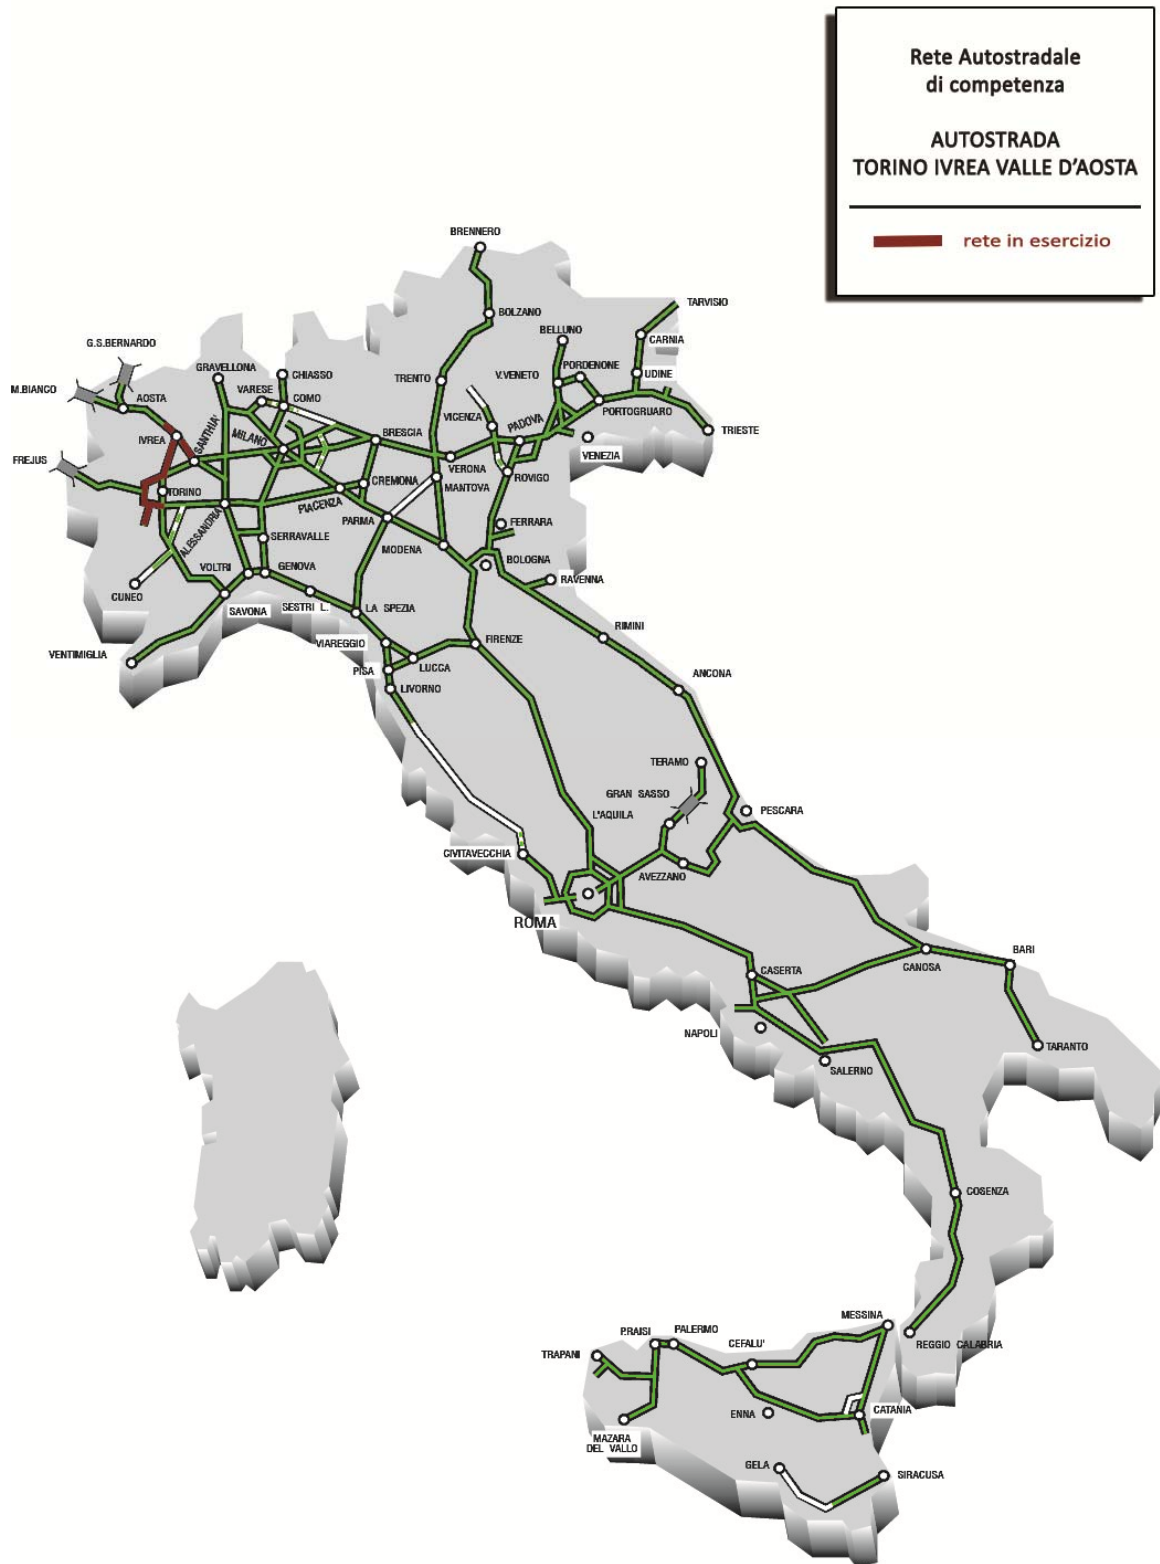 Rete Autostradale
di competenza
AUTOSTRADA
TORINO IVREA VALLE D'AOSTA
rete in esercizio
BRENNERO
TARVISIO
BOLZANO
BELLUNO
CARNIA
G.S.BERNARDO
GRAVELLONA
CHIASSO
TRENTO
V.VENETO
PORDENONE
UDINE
M.BIANCO
AOSTA
VARESE
COMO
VICENZA
PADOVA
PORTOGRUARO
TRIESTE
IVREA
SANTHIA'
MILANO
BRESCIA
VENEZIA
FREJUS
VERONA
ROVIGO
TORINO
CREMONA
MANTOVA
PIACENZA
ALESSANDRIA
PARMA
FERRARA
SERRAVALLE
MODENA
BOLOGNA
VOLTRI
GENOVA
RAVENNA
CUNEO
SAVONA
SESTRI L.
LA SPEZIA
VENTIMIGLIA
VIAREGGIO
FIRENZE
RIMINI
PISA
LUCCA
LIVORNO
ANCONA
TERAMO
GRAN SASSO
L'AQUILA
PESCARA
CIVITAVECCHIA
AVEZZANO
ROMA
CASERTA
CANOSA
BARI
NAPOLI
SALERNO
TARANTO
COSENZA
MESSINA
REGGIO CALABRIA
P.RAISI
PALERMO
CEFALU'
TRAPANI
ENNA
CATANIA
MAZARA
DEL VALLO
GELA
SIRACUSA